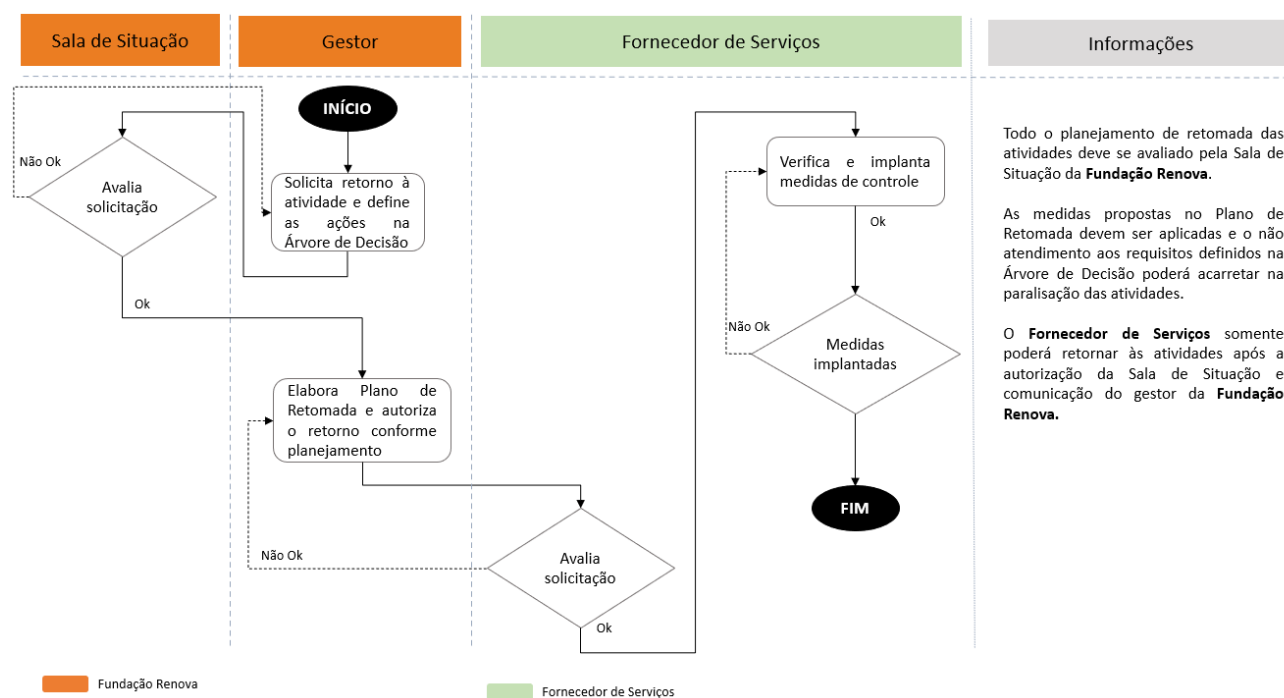 Sala de Situação
Gestor
Fornecedor de Serviços
Informações
INÍCIO
Não Ok
Avalia
solicitação
Solicita retorno à
atividade e define
as ações na
Árvore de Decisão
Ok
Elabora Plano de
Retomada e autoriza
o retorno conforme
planejamento
Não Ok
Avalia
solicitação
Ok
Verifica e implanta
medidas de controle
Ok
Não Ok
Medidas
implantadas
FIM
Todo o planejamento de retomada das
atividades deve se avaliado pela Sala de
Situação da Fundação Renova.
As medidas propostas no Plano de
Retomada devem ser aplicadas e o não
atendimento aos requisitos definidos na
Árvore de Decisão poderá acarretar na
paralisação das atividades.
O Fornecedor de Serviços somente
poderá retornar às atividades após a
autorização da Sala de Situação e
comunicação do gestor da Fundação
Renova.
Fundação Renova
Fornecedor de Serviços